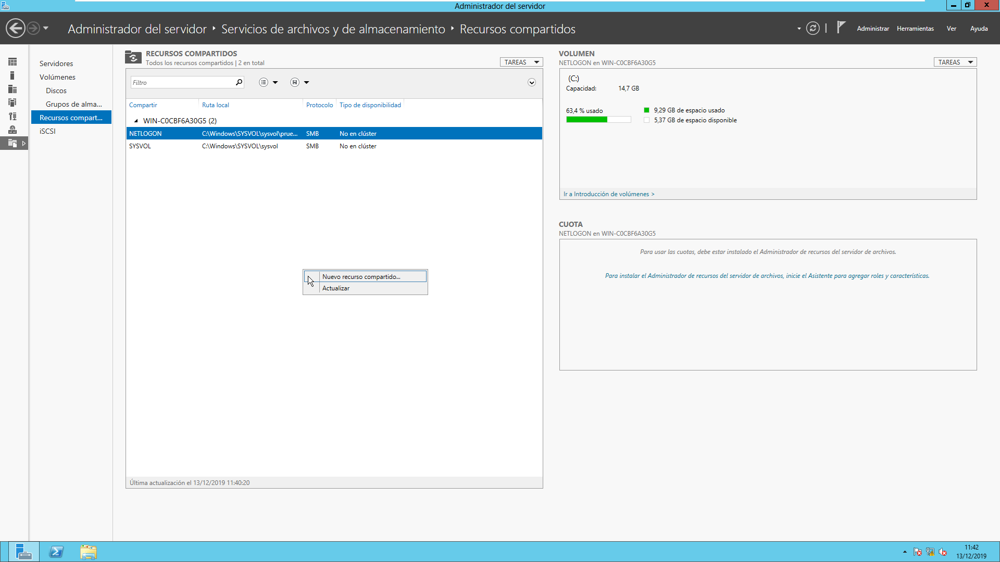 Administrador del servidor
Administrador del servidor ‣ Servicios de archivos y de almacenamiento ‣ Recursos compartidos
Administrar Herramientas Ver Ayuda
Servidores
Volúmenes
Discos
Grupos de alma...
Recursos compart...
iSCSI
RECURSOS COMPARTIDOS
Todos los recursos compartidos | 2 en total
TAREAS
Filtro
Compartir Ruta local Protocolo Tipo de disponibilidad
WIN-C0CBF6A30G5 (2)
NETLOGON C:\Windows\SYSVOL\sysvol\prue... SMB No en clúster
SYSVOL C:\Windows\SYSVOL\sysvol SMB No en clúster
Nuevo recurso compartido...
Actualizar
Última actualización el 13/12/2019 11:40:20
VOLUMEN
NETLOGON en WIN-C0CBF6A30G5
TAREAS
(C:)
Capacidad: 14,7 GB
63,4 % usado
9,29 GB de espacio usado
5,37 GB de espacio disponible
Ir a Introducción de volúmenes >
CUOTA
NETLOGON en WIN-C0CBF6A30G5
Para usar las cuotas, debe estar instalado el Administrador de recursos del servidor de archivos.
Para instalar el Administrador de recursos del servidor de archivos, inicie el Asistente para agregar roles y características.
11:42
13/12/2019